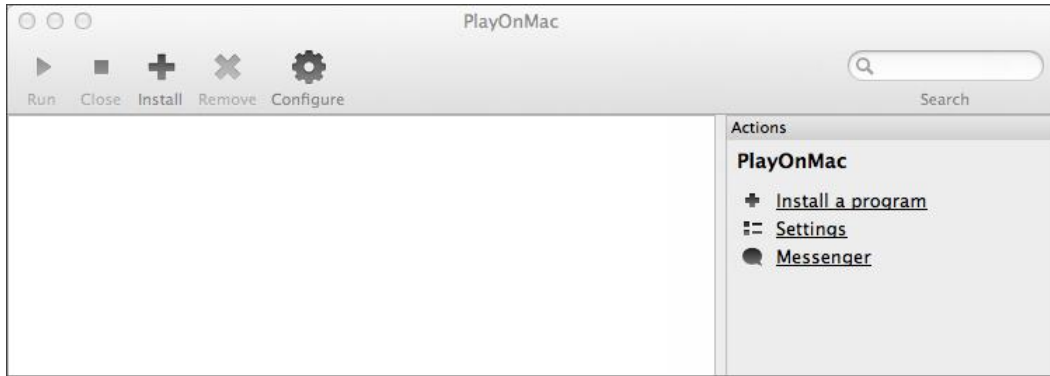 PlayOnMac
Run Close Install Remove Configure
Search
Actions
PlayOnMac
Install a program
Settings
Messenger